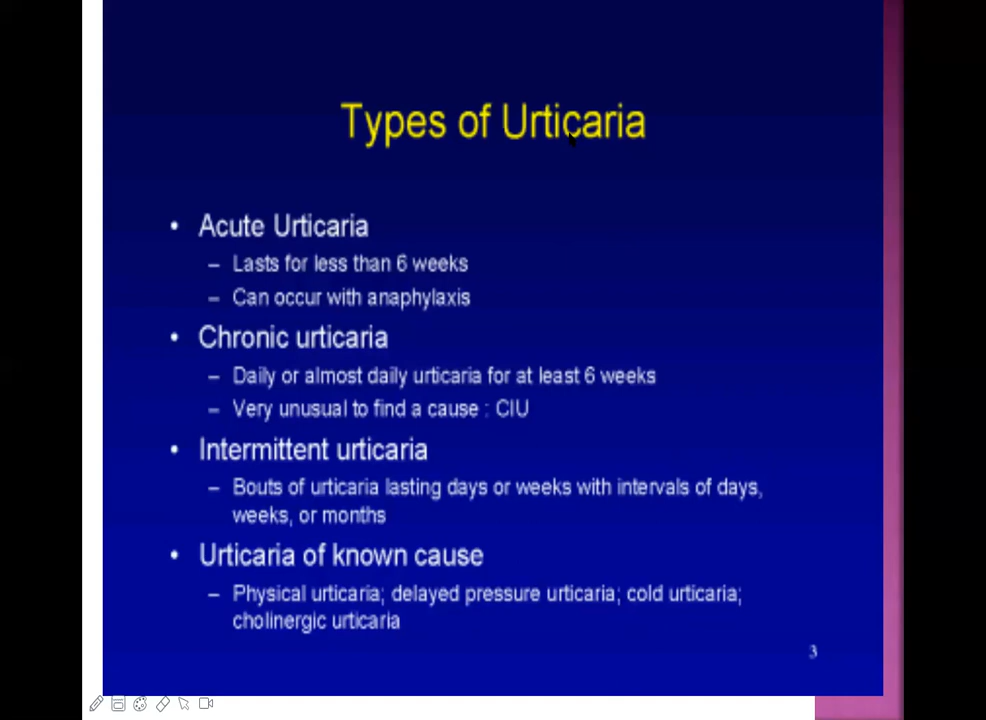 Types of Urticaria
• Acute Urticaria
– Lasts for less than 6 weeks
– Can occur with anaphylaxis
• Chronic urticaria
– Daily or almost daily urticaria for at least 6 weeks
– Very unusual to find a cause : CIU
• Intermittent urticaria
– Bouts of urticaria lasting days or weeks with intervals of days,
weeks, or months
• Urticaria of known cause
– Physical urticaria; delayed pressure urticaria; cold urticaria;
cholinergic urticaria
3